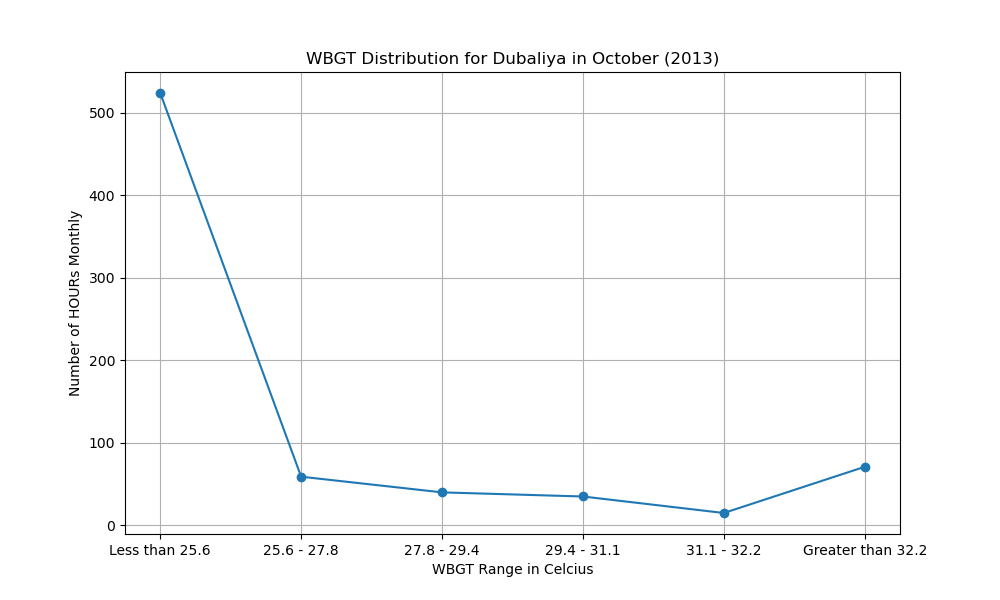 WBGT Distribution for Dubaliya in October (2013)
Number of HOURs Monthly
500
400
300
200
100
0
Less than 25.6
25.6 - 27.8
27.8 - 29.4
29.4 - 31.1
31.1 - 32.2
Greater than 32.2
WBGT Range in Celcius